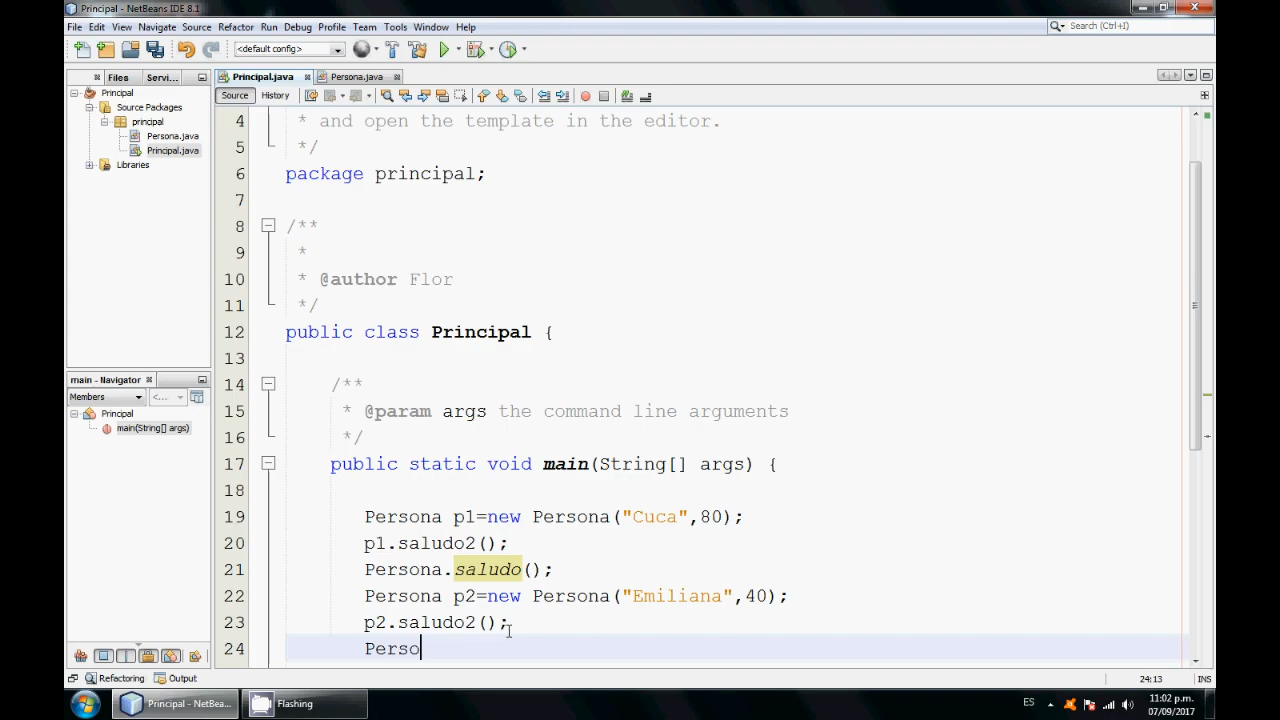 Principal - NetBeans IDE 8.1
File Edit View Navigate Source Refactor Run Debug Profile Team Tools Window Help
Search (Ctrl+I)
<default config>
Files Servi...
Principal.java Persona.java
Source History
Principal
Source Packages
principal
Persona.java
Principal.java
Libraries
main - Navigator
Members
<...
Principal
main(String[] args)
4 * and open the template in the editor.
5 */
6 package principal;
7
8 /**
9 *
10 * @author Flor
11 */
12 public class Principal {
13
14 /**
15 * @param args the command line arguments
16 */
17 public static void main(String[] args) {
18
19 Persona p1=new Persona("Cuca",80);
20 p1.saludo2();
21 Persona.saludo();
22 Persona p2=new Persona("Emiliana",40);
23 p2.saludo2();
24 Perso
Refactoring Output
24:13 INS
Principal - NetBea...
Flashing
ES
11:02 p.m.
07/09/2017